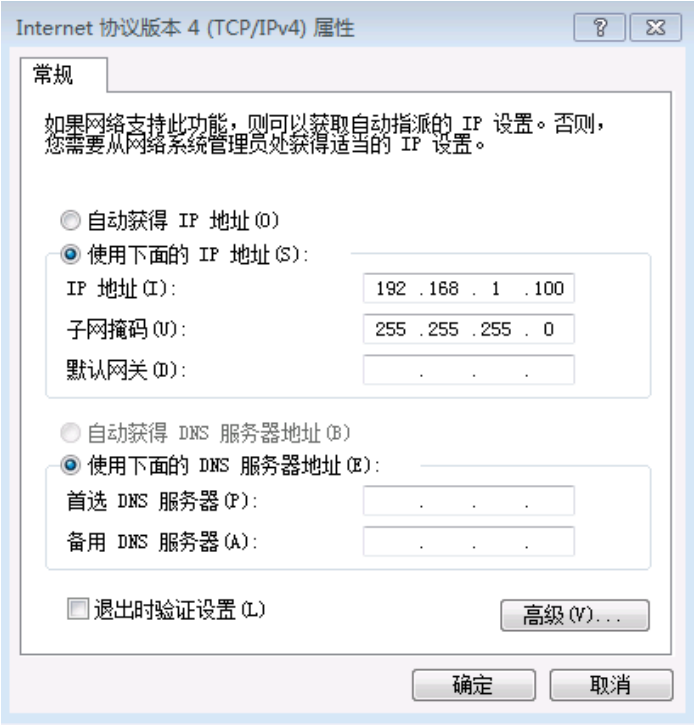 Internet 协议版本 4 (TCP/IPv4) 属性
常规
如果网络支持此功能，则可以获取自动指派的 IP 设置。否则，
您需要从网络系统管理员处获得适当的 IP 设置。
自动获得 IP 地址(O)
使用下面的 IP 地址(S):
IP 地址(I): 192 .168 . 1 .100
子网掩码(U): 255 .255 .255 . 0
默认网关(D): . . .
自动获得 DNS 服务器地址(B)
使用下面的 DNS 服务器地址(E):
首选 DNS 服务器(P): . . .
备用 DNS 服务器(A): . . .
退出时验证设置(L)
高级(V)...
确定 取消